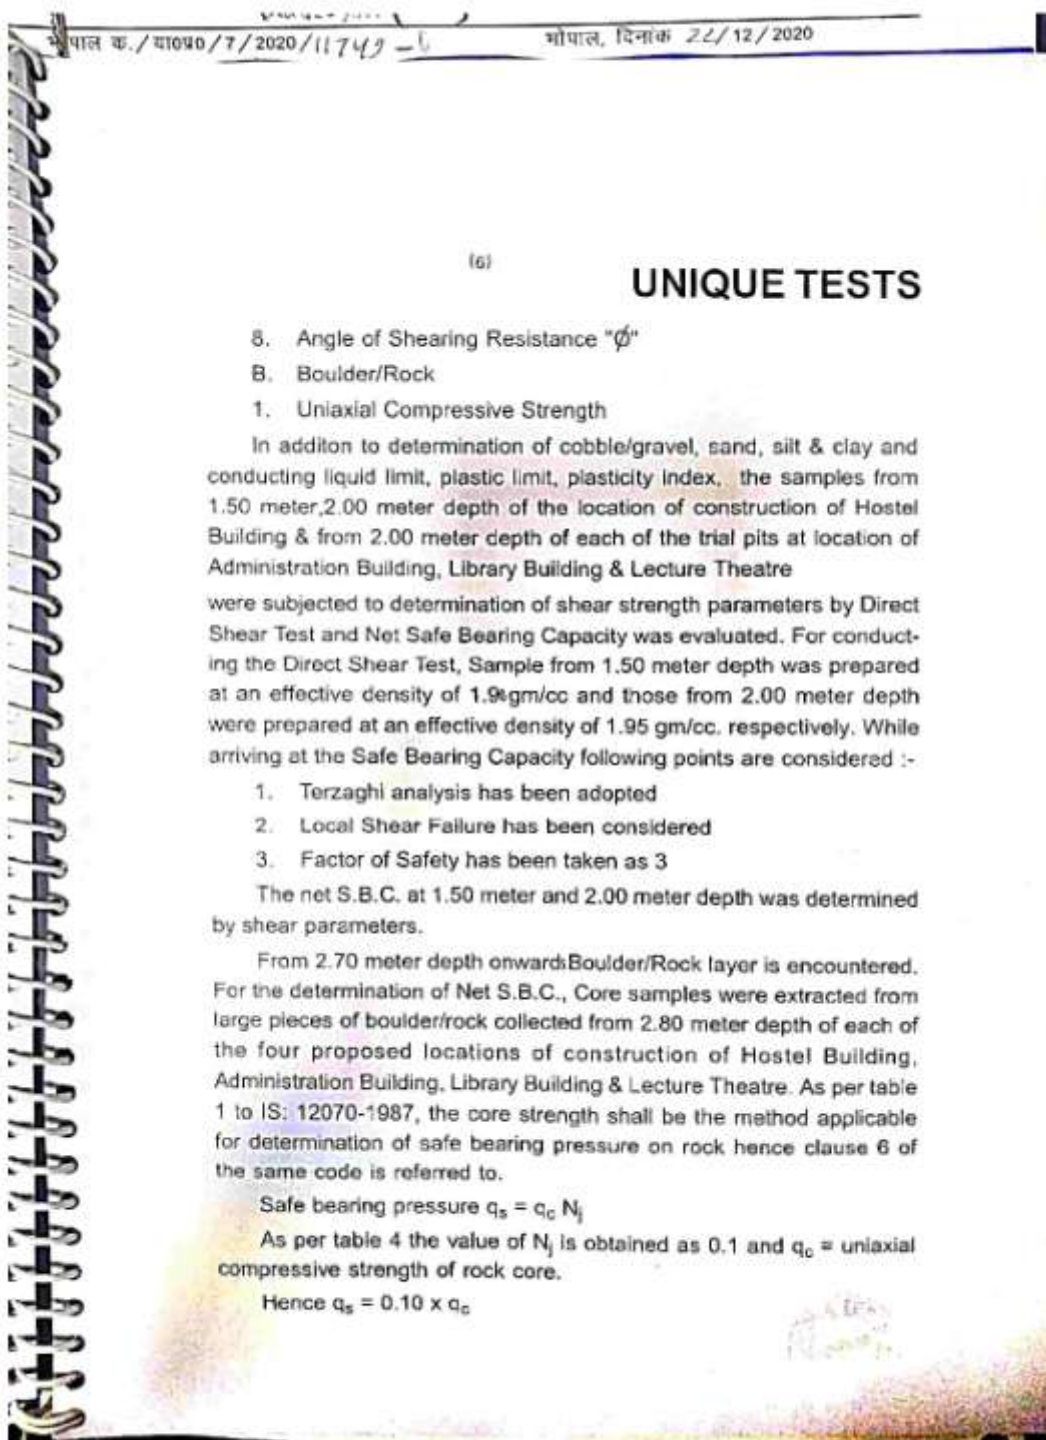 भोपाल क./या0प्र0/7/2020/11749-6 भोपाल, दिनांक 22/12/2020
(6)
UNIQUE TESTS
8. Angle of Shearing Resistance "Ø"
B. Boulder/Rock
1. Uniaxial Compressive Strength
In additon to determination of cobble/gravel, sand, silt & clay and
conducting liquid limit, plastic limit, plasticity index, the samples from
1.50 meter,2.00 meter depth of the location of construction of Hostel
Building & from 2.00 meter depth of each of the trial pits at location of
Administration Building, Library Building & Lecture Theatre
were subjected to determination of shear strength parameters by Direct
Shear Test and Net Safe Bearing Capacity was evaluated. For conduct-
ing the Direct Shear Test, Sample from 1.50 meter depth was prepared
at an effective density of gm/cc and those from 2.00 meter depth
were prepared at an effective density of 1.95 gm/cc. respectively. While
arriving at the Safe Bearing Capacity following points are considered :-
1. Terzaghi analysis has been adopted
2. Local Shear Failure has been considered
3. Factor of Safety has been taken as 3
The net S.B.C. at 1.50 meter and 2.00 meter depth was determined
by shear parameters.
From 2.70 meter depth onwards Boulder/Rock layer is encountered.
For the determination of Net S.B.C., Core samples were extracted from
large pieces of boulder/rock collected from 2.80 meter depth of each of
the four proposed locations of construction of Hostel Building,
Administration Building, Library Building & Lecture Theatre. As per table
1 to IS: 12070-1987, the core strength shall be the method applicable
for determination of safe bearing pressure on rock hence clause 6 of
the same code is referred to.
Safe bearing pressure qs = qc Nj
As per table 4 the value of Nj is obtained as 0.1 and qc = uniaxial
compressive strength of rock core.
Hence qs = 0.10 x qc